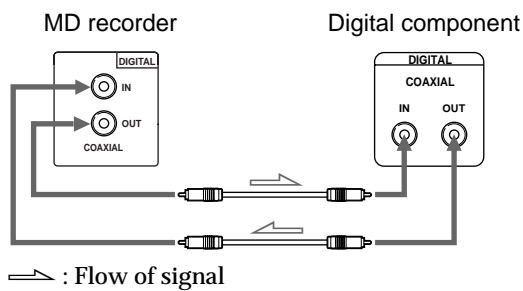 MD recorder
DIGITAL
IN
OUT
COAXIAL
Digital component
DIGITAL
COAXIAL
IN OUT
: Flow of signal